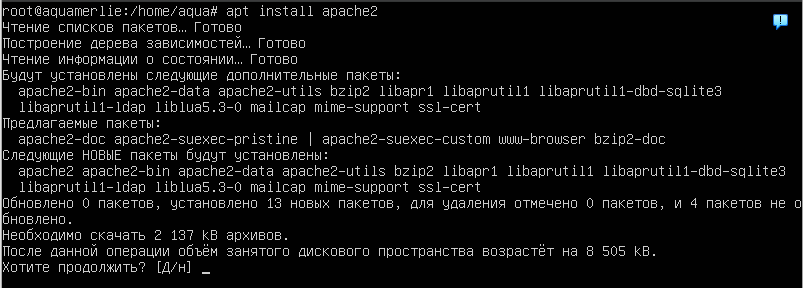 root@aquamerlie:/home/aqua# apt install apache2
Чтение списков пакетов… Готово
Построение дерева зависимостей… Готово
Чтение информации о состоянии… Готово
Будут установлены следующие дополнительные пакеты:
apache2-bin apache2-data apache2-utils bzip2 libapr1 libaprutil1 libaprutil1-dbd-sqlite3
libaprutil1-ldap liblua5.3-0 mailcap mime-support ssl-cert
Предлагаемые пакеты:
apache2-doc apache2-suexec-pristine | apache2-suexec-custom www-browser bzip2-doc
Следующие НОВЫЕ пакеты будут установлены:
apache2 apache2-bin apache2-data apache2-utils bzip2 libapr1 libaprutil1 libaprutil1-dbd-sqlite3
libaprutil1-ldap liblua5.3-0 mailcap mime-support ssl-cert
Обновлено 0 пакетов, установлено 13 новых пакетов, для удаления отмечено 0 пакетов, и 4 пакетов не о
бновлено.
Необходимо скачать 2 137 kB архивов.
После данной операции объём занятого дискового пространства возрастёт на 8 505 kB.
Хотите продолжить? [Д/н] _